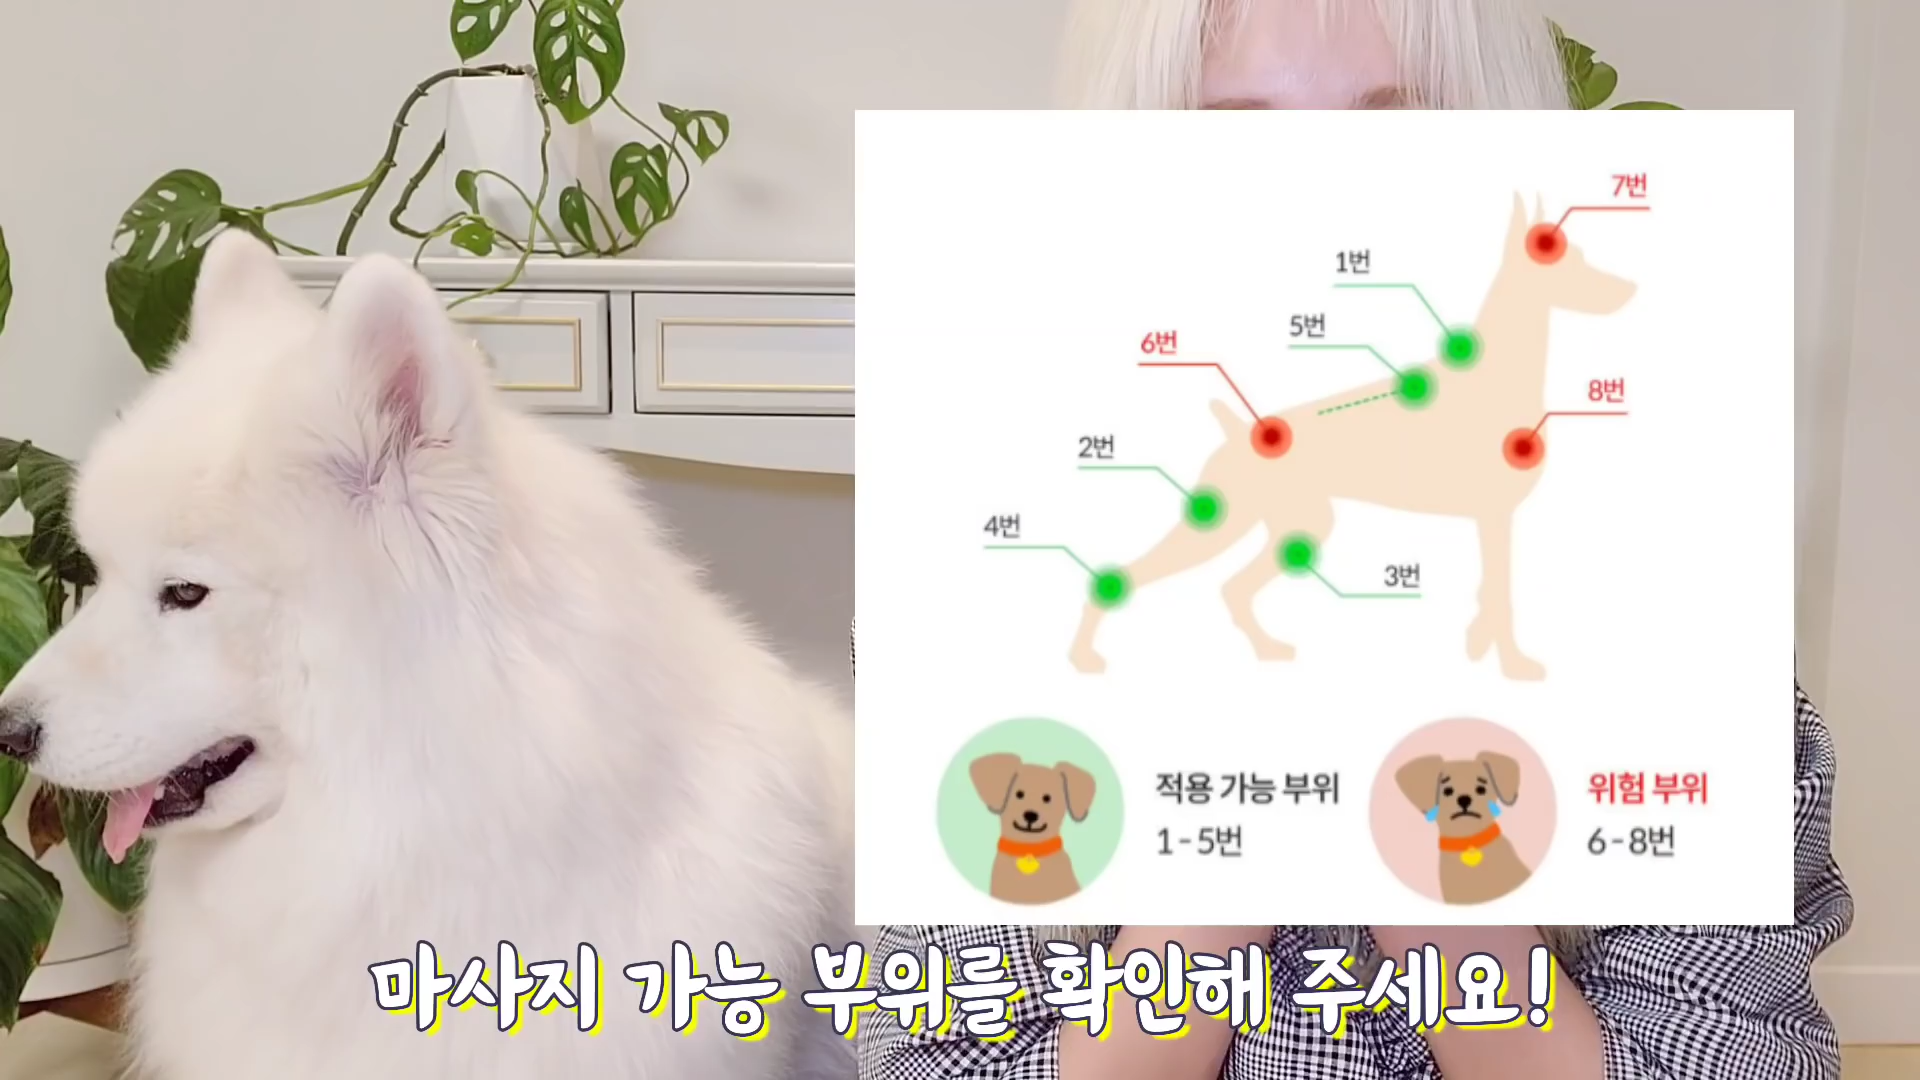 7번
1번
5번
6번
8번
2번
4번
3번
적용 가능 부위
1-5번
위험 부위
6-8번
마사지 가능 부위를 확인해 주세요!